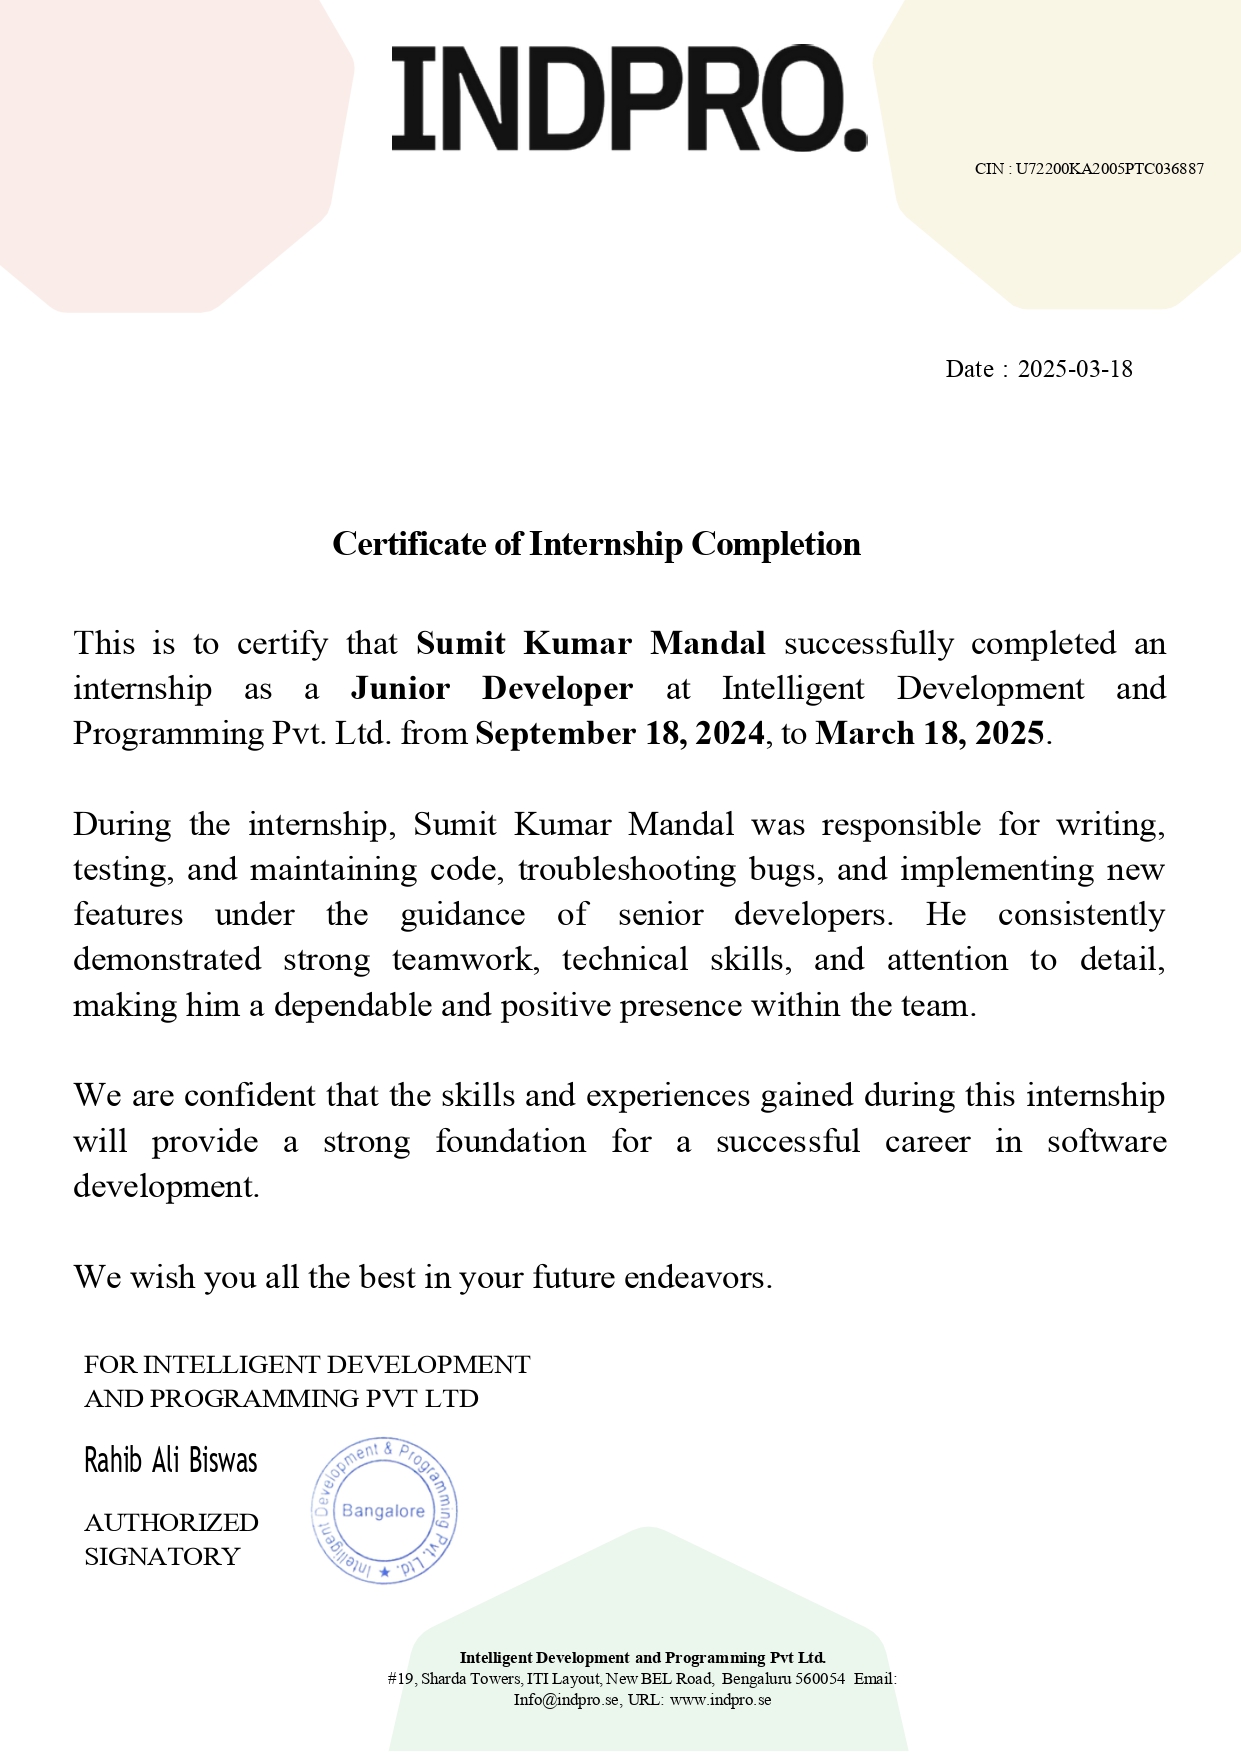 INDPRO.
CIN : U72200KA2005PTC036887
Date : 2025-03-18
Certificate of Internship Completion
This is to certify that Sumit Kumar Mandal successfully completed an
internship as a Junior Developer at Intelligent Development and
Programming Pvt. Ltd. from September 18, 2024, to March 18, 2025.
During the internship, Sumit Kumar Mandal was responsible for writing,
testing, and maintaining code, troubleshooting bugs, and implementing new
features under the guidance of senior developers. He consistently
demonstrated strong teamwork, technical skills, and attention to detail,
making him a dependable and positive presence within the team.
We are confident that the skills and experiences gained during this internship
will provide a strong foundation for a successful career in software
development.
We wish you all the best in your future endeavors.
FOR INTELLIGENT DEVELOPMENT
AND PROGRAMMING PVT LTD
Rahib Ali Biswas
AUTHORIZED
SIGNATORY
Intelligent Development & Programming Pvt. Ltd. ★
Bangalore
Intelligent Development and Programming Pvt Ltd.
#19, Sharda Towers, ITI Layout, New BEL Road, Bengaluru 560054 Email:
Info@indpro.se, URL: www.indpro.se